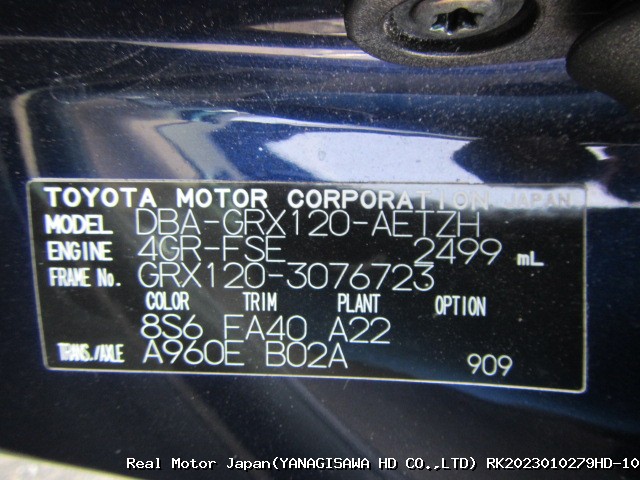 TOYOTA MOTOR CORPORATION JAPAN
MODEL DBA-GRX120-AETZH
ENGINE 4GR-FSE 2499 mL
FRAME No. GRX120-3076723
COLOR TRIM PLANT OPTION
8S6 FA40 A22
TRANS./AXLE A960E B02A 909
Real Motor Japan(YANAGISAWA HD CO.,LTD) RK2023010279HD-10